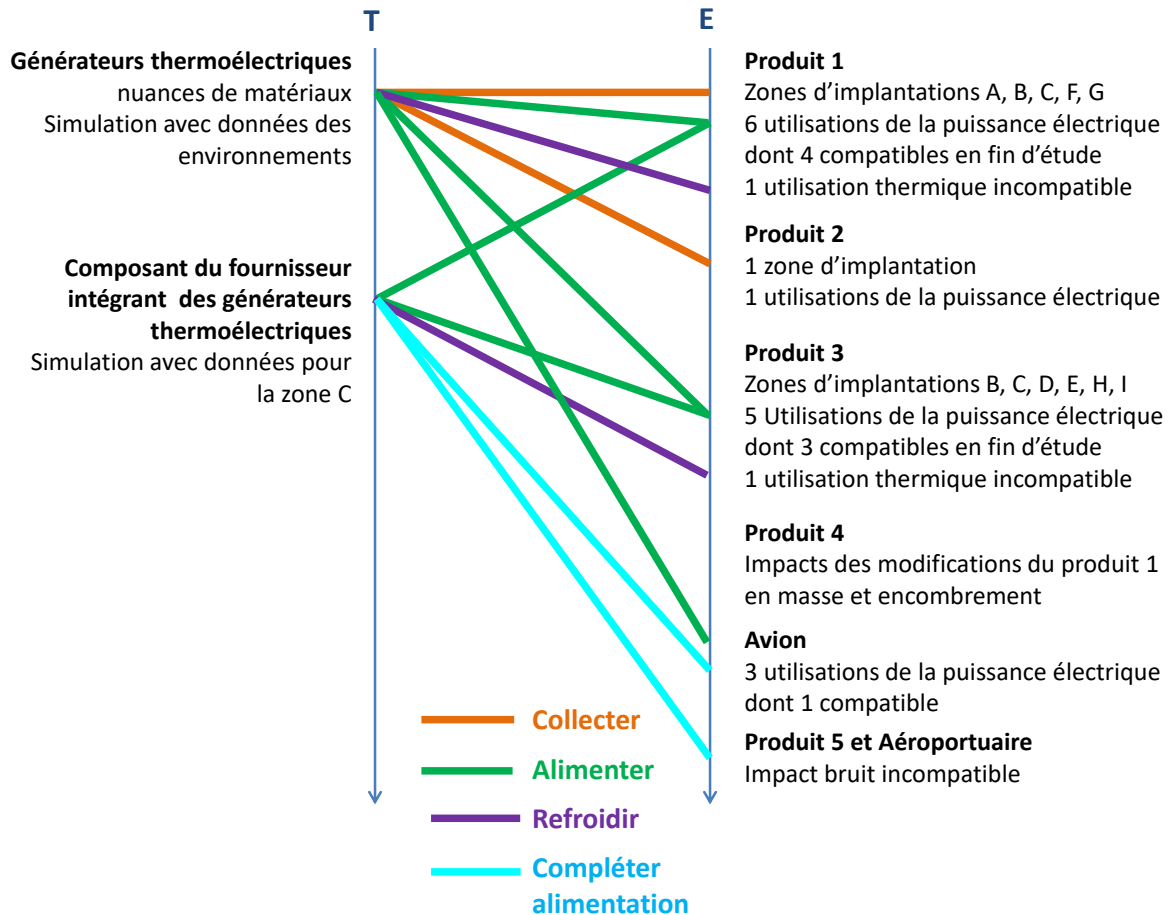 T
E
Générateurs thermoélectriques
nuances de matériaux
Simulation avec données des
environnements
Composant du fournisseur
intégrant des générateurs
thermoélectriques
Simulation avec données pour
la zone C
Produit 1
Zones d’implantations A, B, C, F, G
6 utilisations de la puissance électrique
dont 4 compatibles en fin d’étude
1 utilisation thermique incompatible
Produit 2
1 zone d’implantation
1 utilisations de la puissance électrique
Produit 3
Zones d’implantations B, C, D, E, H, I
5 Utilisations de la puissance électrique
dont 3 compatibles en fin d’étude
1 utilisation thermique incompatible
Produit 4
Impacts des modifications du produit 1
en masse et encombrement
Avion
3 utilisations de la puissance électrique
dont 1 compatible
Produit 5 et Aéroportuaire
Impact bruit incompatible
Collecter
Alimenter
Refroidir
Compléter
alimentation